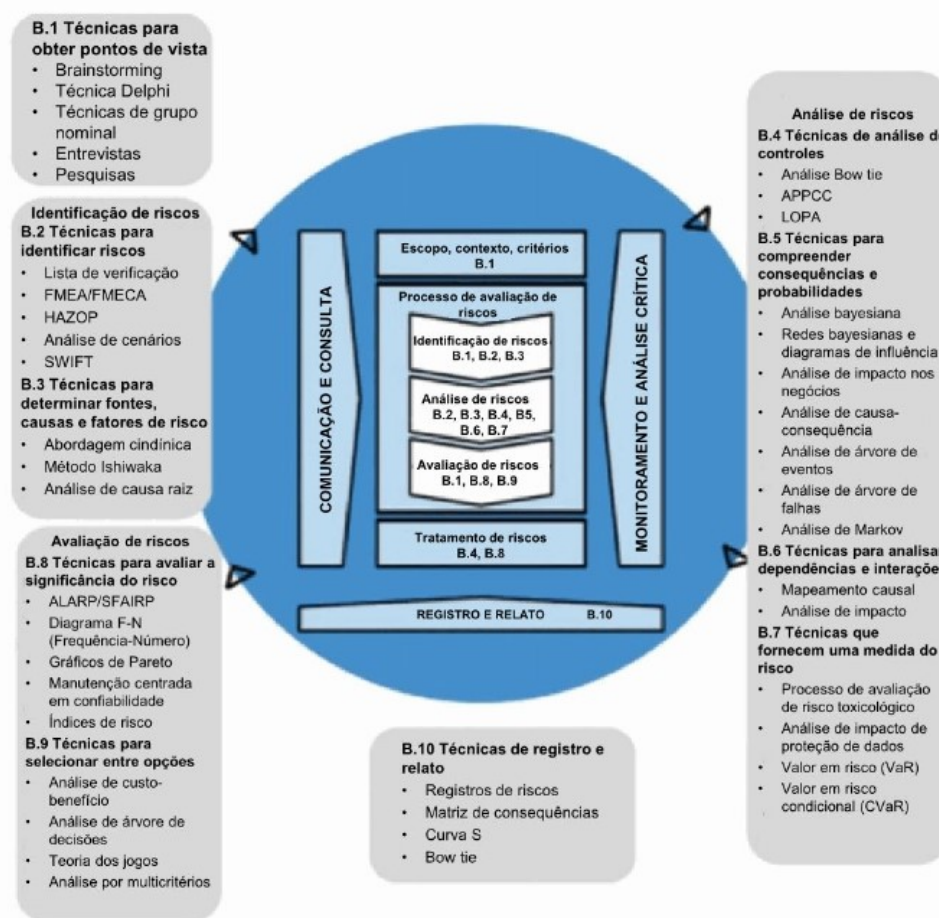 B.1 Técnicas para
obter pontos de vista
• Brainstorming
• Técnica Delphi
• Técnicas de grupo
nominal
• Entrevistas
• Pesquisas
Identificação de riscos
B.2 Técnicas para
identificar riscos
• Lista de verificação
• FMEA/FMECA
• HAZOP
• Análise de cenários
• SWIFT
B.3 Técnicas para
determinar fontes,
causas e fatores de risco
• Abordagem cindínica
• Método Ishiwaka
• Análise de causa raiz
Avaliação de riscos
B.8 Técnicas para avaliar a
significância do risco
• ALARP/SFAIRP
• Diagrama F-N
(Frequência-Número)
• Gráficos de Pareto
• Manutenção centrada
em confiabilidade
• Índices de risco
B.9 Técnicas para
selecionar entre opções
• Análise de custo-
benefício
• Análise de árvore de
decisões
• Teoria dos jogos
• Análise por multicritérios
COMUNICAÇÃO E CONSULTA
Escopo, contexto, critérios
B.1
Processo de avaliação de
riscos
Identificação de riscos
B.1, B.2, B.3
Análise de riscos
B.2, B.3, B.4, B5,
B.6, B.7
Avaliação de riscos
B.1, B.8, B.9
Tratamento de riscos
B.4, B.8
MONITORAMENTO E ANÁLISE CRÍTICA
REGISTRO E RELATO B.10
B.10 Técnicas de registro e
relato
• Registros de riscos
• Matriz de consequências
• Curva S
• Bow tie
Análise de riscos
B.4 Técnicas de análise d
controles
• Análise Bow tie
• APPCC
• LOPA
B.5 Técnicas para
compreender
consequências e
probabilidades
• Análise bayesiana
• Redes bayesianas e
diagramas de influência
• Análise de impacto nos
negócios
• Análise de causa-
consequência
• Análise de árvore de
eventos
• Análise de árvore de
falhas
• Análise de Markov
B.6 Técnicas para analisa
dependências e interaçõe
• Mapeamento causal
• Análise de impacto
B.7 Técnicas que
fornecem uma medida do
risco
• Processo de avaliação
de risco toxicológico
• Análise de impacto de
proteção de dados
• Valor em risco (VaR)
• Valor em risco
condicional (CVaR)